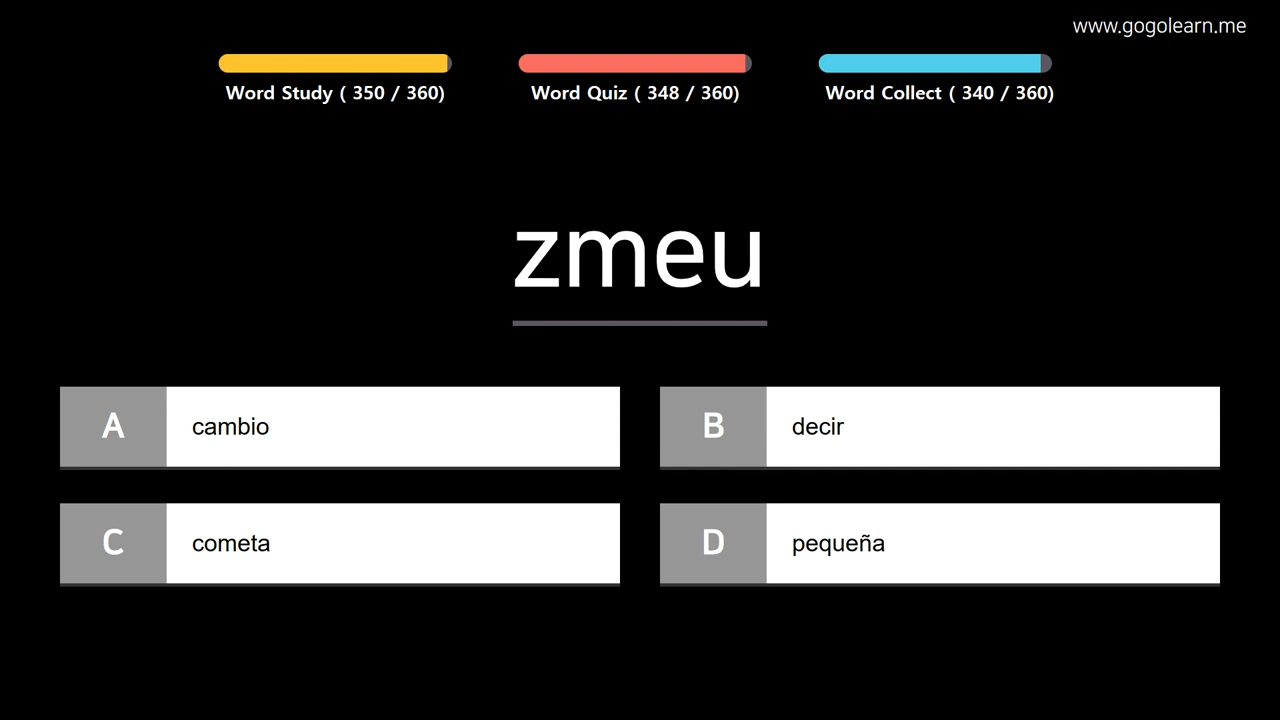 www.gogolearn.me
Word Study ( 350 / 360)
Word Quiz ( 348 / 360)
Word Collect ( 340 / 360)
zmeu
A cambio
B decir
C cometa
D pequeña